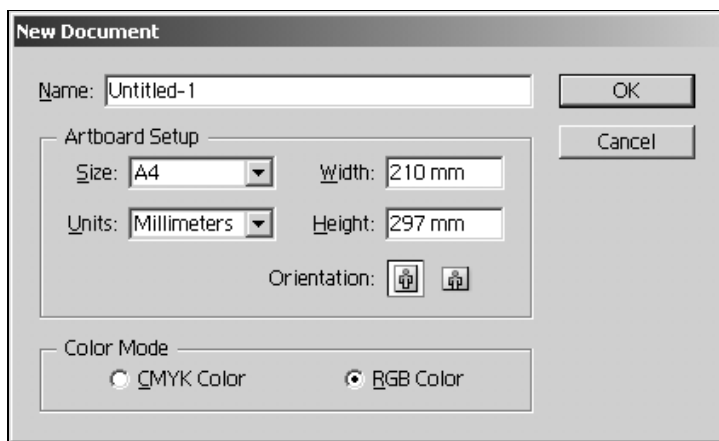 New Document
Name: Untitled-1
OK
Artboard Setup
Cancel
Size: A4
Width: 210 mm
Units: Millimeters
Height: 297 mm
Orientation:
Color Mode
CMYK Color
RGB Color